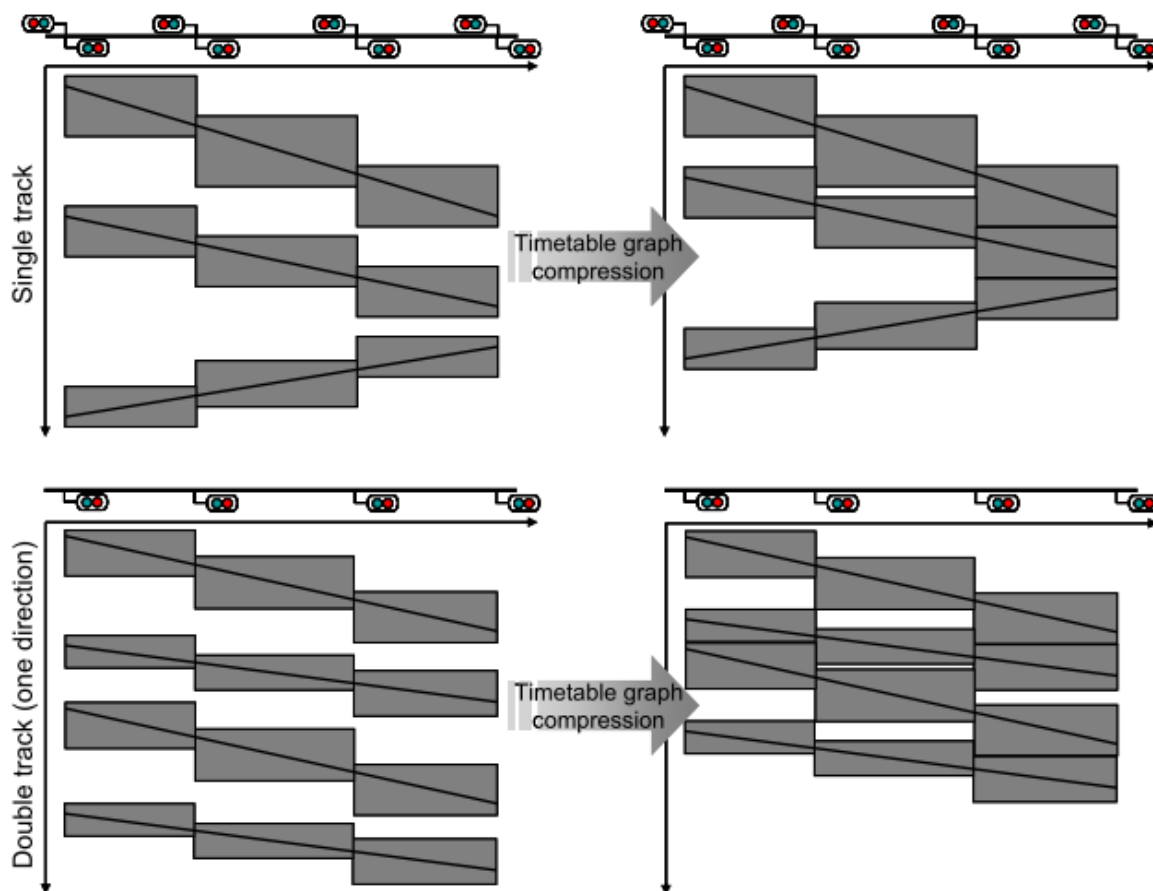 Single track
Timetable graph
compression
Double track (one direction)
Timetable graph
compression